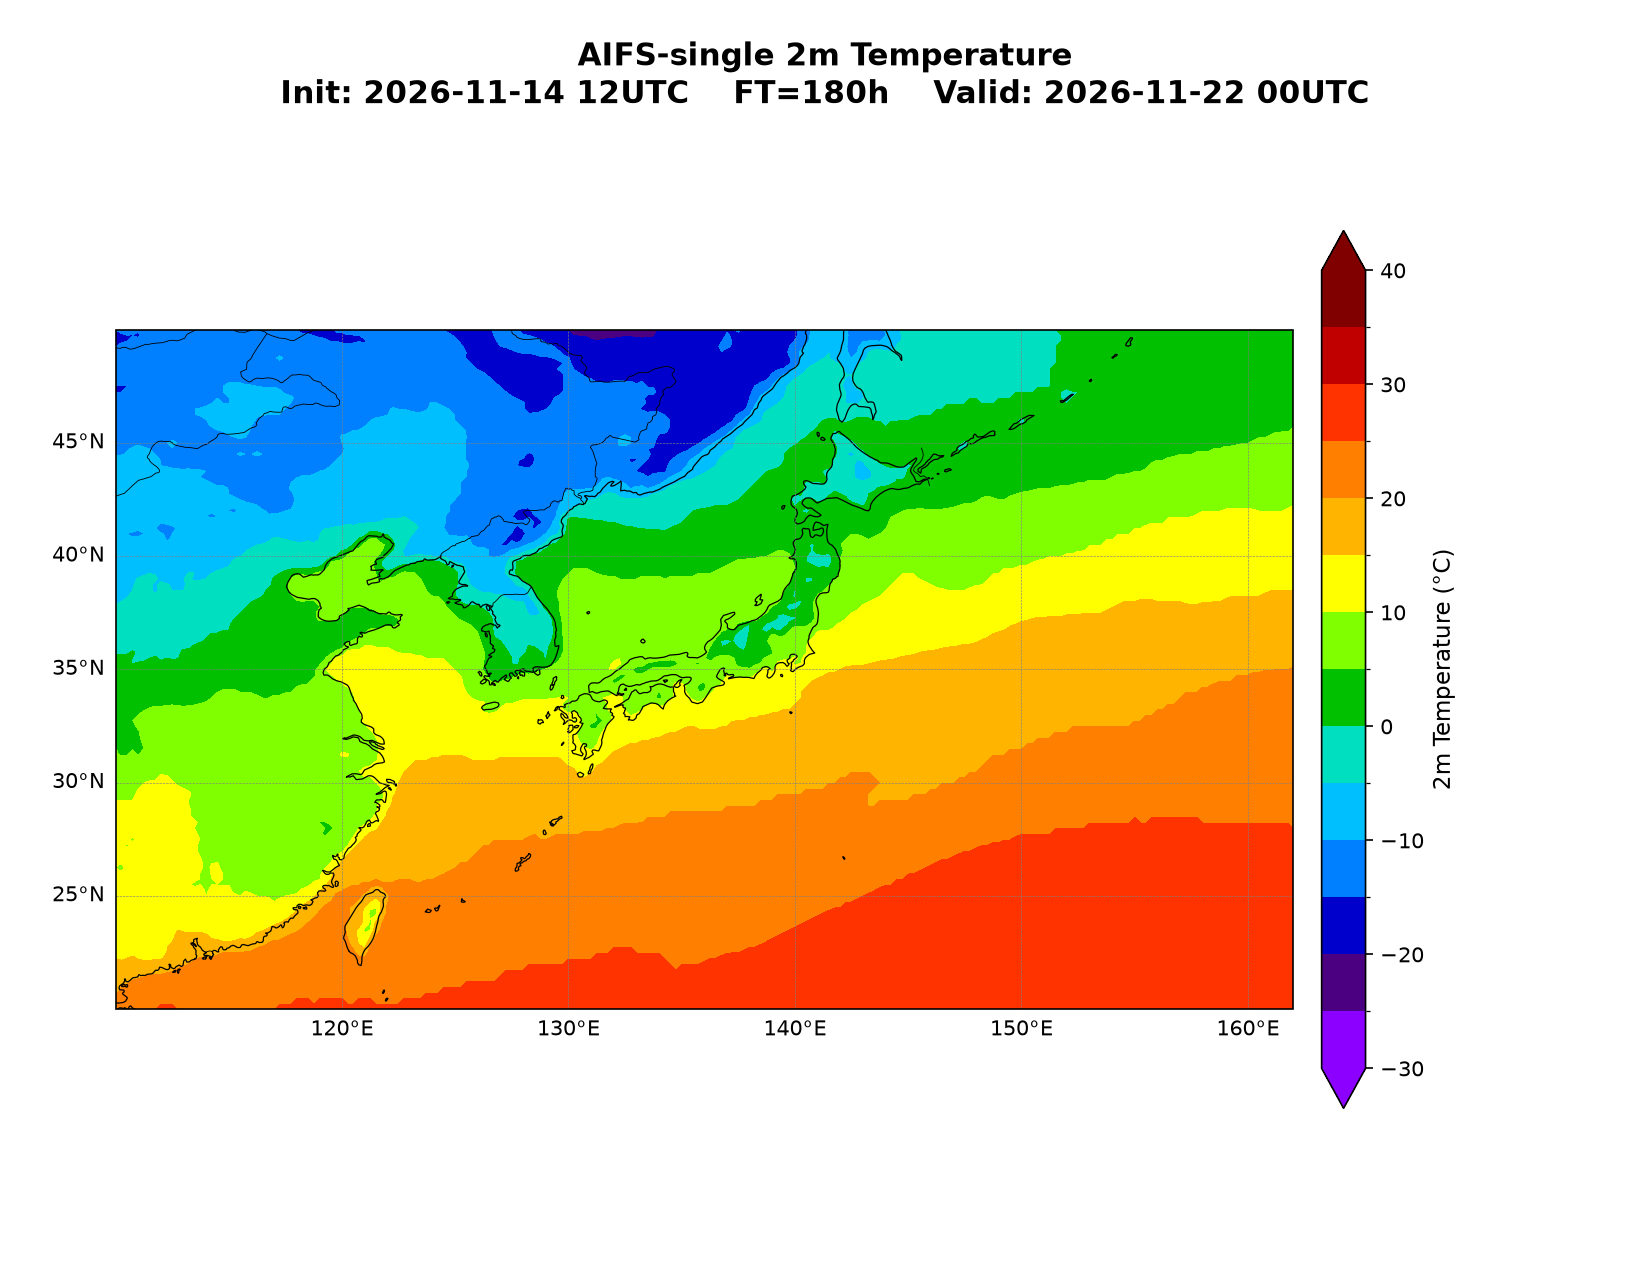 AIFS-single 2m Temperature
Init: 2026-11-14 12UTC    FT=180h    Valid: 2026-11-22 00UTC
45°N
40°N
35°N
30°N
25°N
120°E
130°E
140°E
150°E
160°E
40
30
20
10
0
−10
−20
−30
2m Temperature (°C)